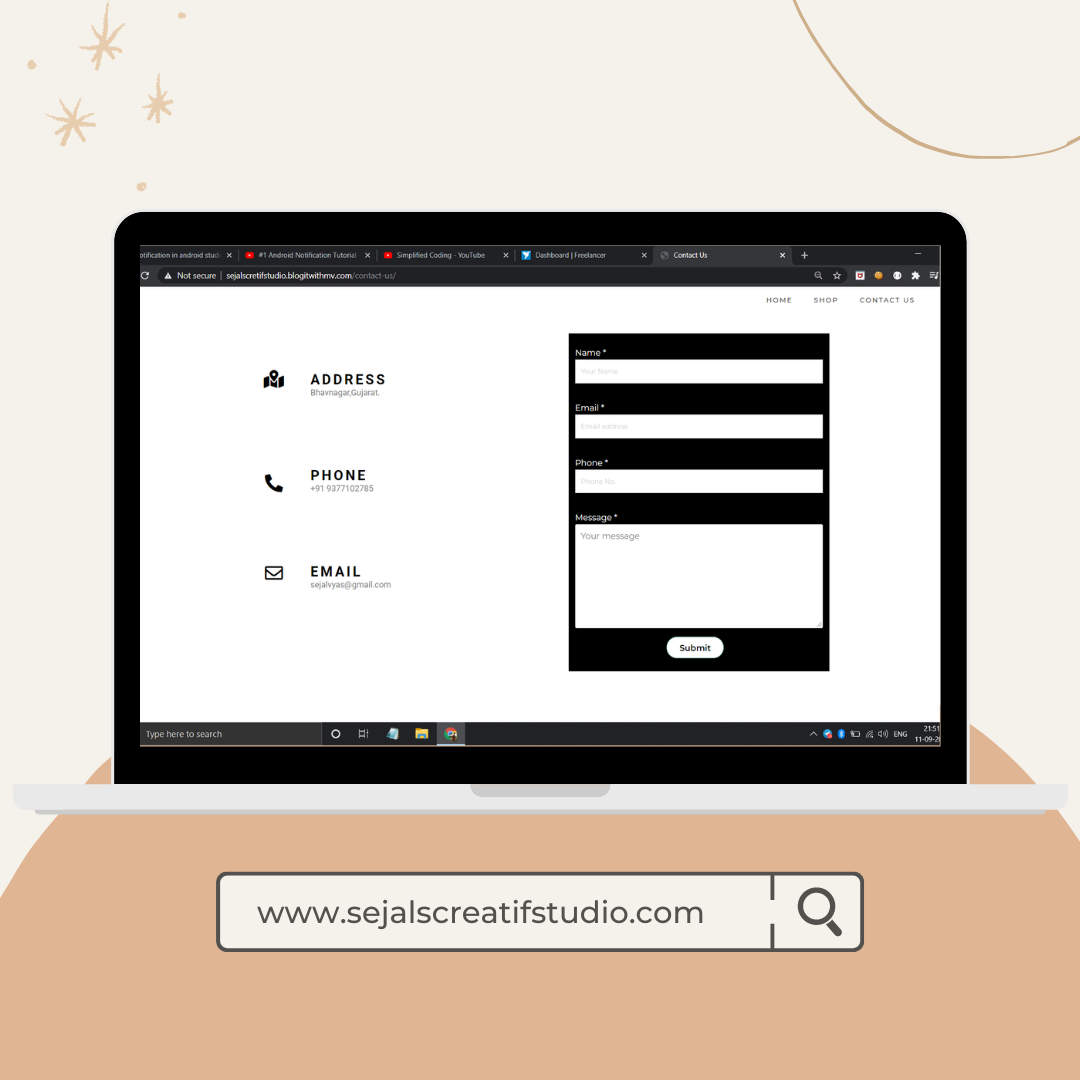 otification in android studi
#1 Android Notification Tutorial
Simplified Coding - YouTube
Dashboard | Freelancer
Contact Us
Not secure | sejalscretifstudio.blogitwithmv.com/contact-us/
HOME SHOP CONTACT US
ADDRESS
Bhavnagar,Gujarat.
PHONE
+91 9377102785
EMAIL
sejalvyas@gmail.com
Name *
Your Name
Email *
Email address
Phone *
Phone No.
Message *
Your message
Submit
Type here to search
ENG
21:51
11-09-20
www.sejalscreatifstudio.com